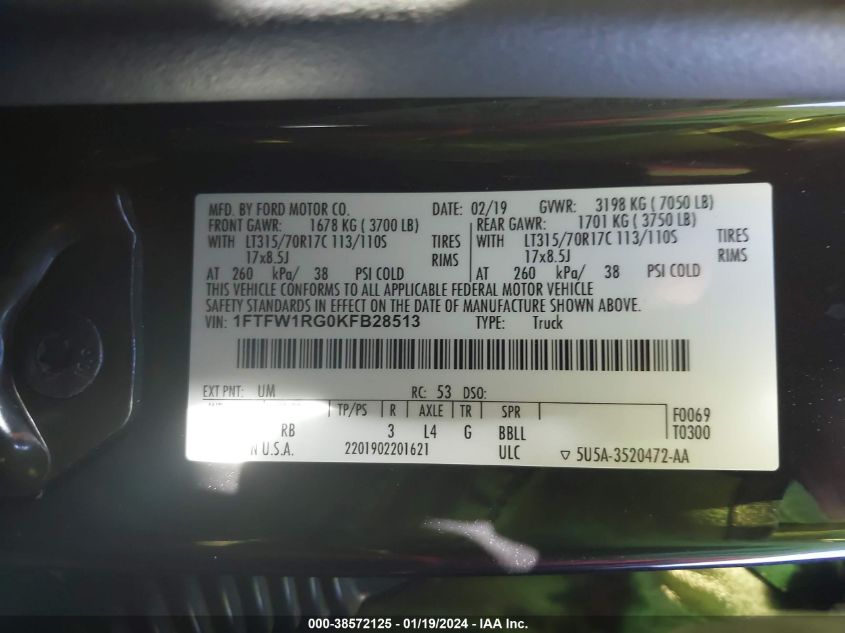 MFD. BY FORD MOTOR CO. DATE: 02/19 GVWR: 3198 KG ( 7050 LB)
FRONT GAWR: 1678 KG ( 3700 LB) REAR GAWR: 1701 KG ( 3750 LB)
WITH LT315/70R17C 113/110S TIRES WITH LT315/70R17C 113/110S TIRES
17x8.5J RIMS 17x8.5J RIMS
AT 260 kPa/ 38 PSI COLD AT 260 kPa/ 38 PSI COLD
THIS VEHICLE CONFORMS TO ALL APPLICABLE FEDERAL MOTOR VEHICLE
SAFETY STANDARDS IN EFFECT ON THE DATE OF MANUFACTURE SHOWN ABOVE.
VIN: 1FTFW1RG0KFB28513 TYPE: Truck
EXT PNT: UM RC: 53 DSO:
TP/PS R AXLE TR SPR F0069
RB 3 L4 G BBLL T0300
N U.S.A. 2201902201621 ULC ▽ 5U5A-3520472-AA
000-38572125 - 01/19/2024 - IAA Inc.